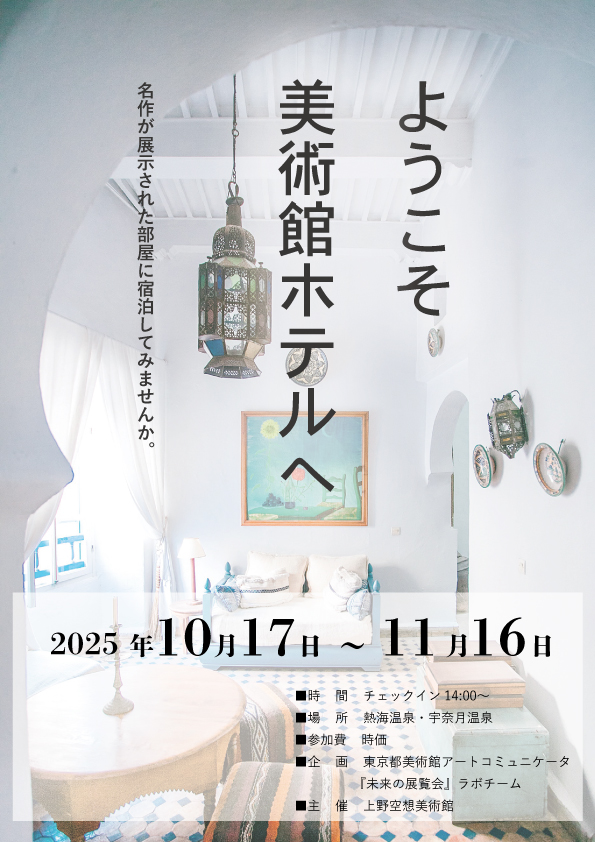 ようこそ
美術館ホテルへ
名作が展示された部屋に宿泊してみませんか。
2025年10月17日 ～ 11月16日
■時 間 チェックイン14:00～
■場 所 熱海温泉・宇奈月温泉
■参加費 時価
■企 画 東京都美術館アートコミュニケータ
『未来の展覧会』ラボチーム
■主 催 上野空想美術館